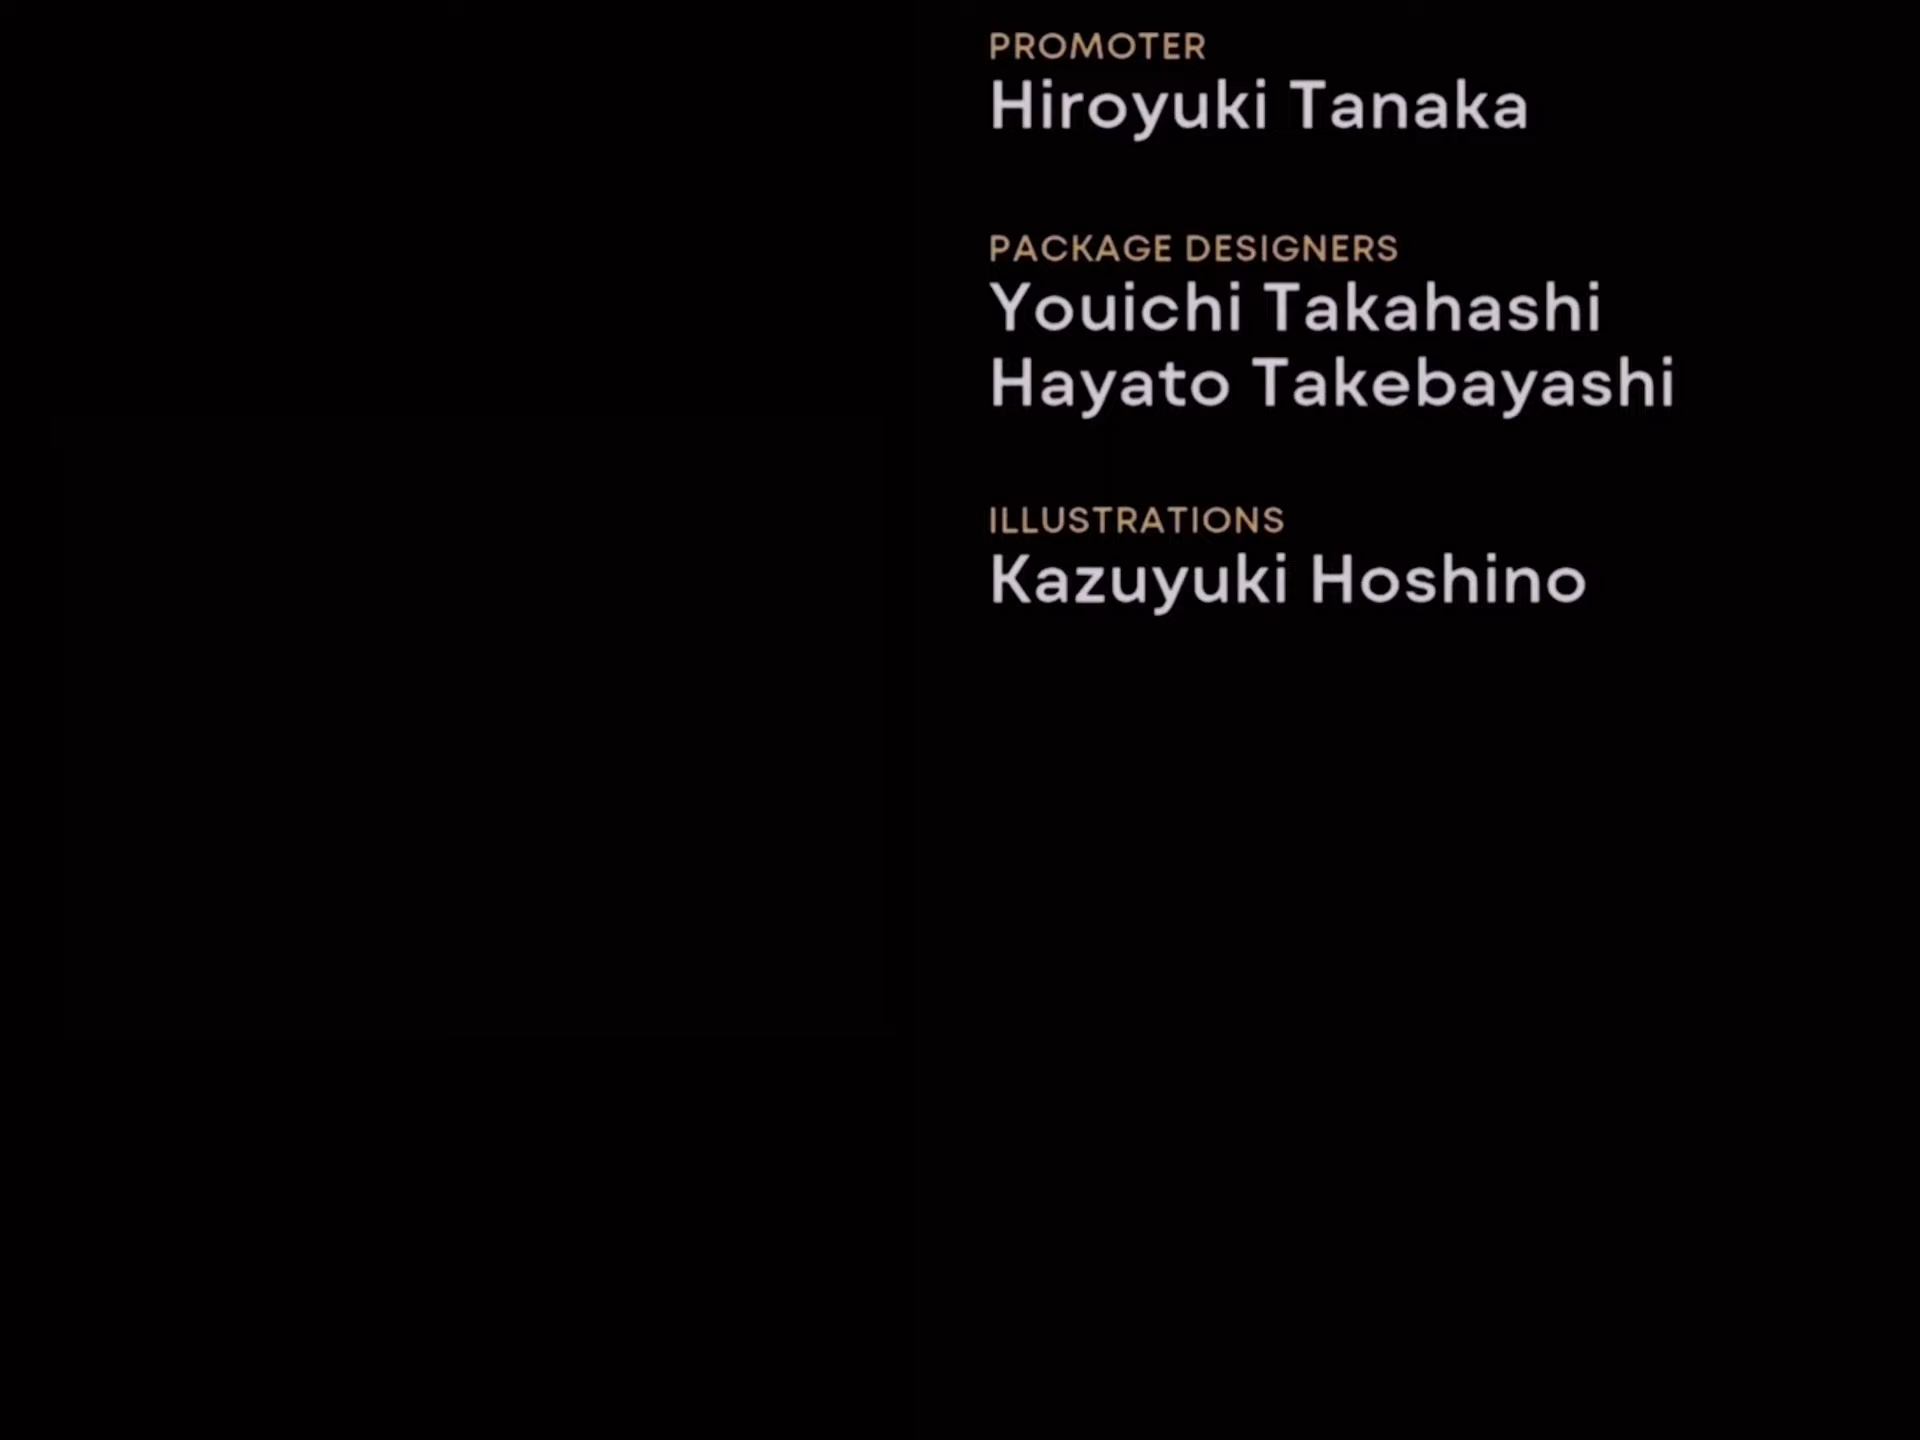 PROMOTER
Hiroyuki Tanaka
PACKAGE DESIGNERS
Youichi Takahashi
Hayato Takebayashi
ILLUSTRATIONS
Kazuyuki Hoshino